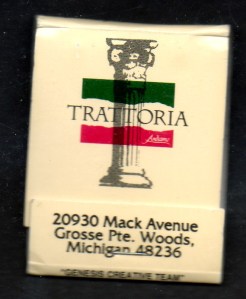 TRATTORIA
20930 Mack Avenue
Grosse Pte. Woods,
Michigan 48236
"GENESIS CREATIVE TEAM"